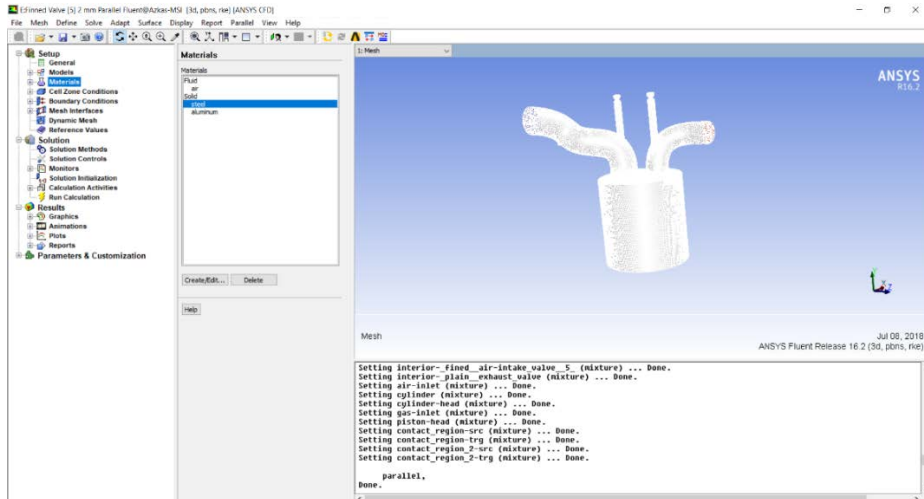 E:Finned Valve [5] 2 mm Parallel Fluent@Azkas-MSI [3d, pbns, rke] [ANSYS CFD]
File Mesh Define Solve Adapt Surface Display Report Parallel View Help
Setup
General
Models
Materials
Cell Zone Conditions
Boundary Conditions
Mesh Interfaces
Dynamic Mesh
Reference Values
Solution
Solution Methods
Solution Controls
Monitors
Solution Initialization
Calculation Activities
Run Calculation
Results
Graphics
Animations
Plots
Reports
Parameters & Customization
Materials
Materials
Fluid
air
Solid
steel
aluminum
Create/Edit... Delete
Help
1: Mesh
ANSYS
R16.2
Mesh
Jul 08, 2018
ANSYS Fluent Release 16.2 (3d, pbns, rke)
Setting interior-_fined__air-intake_valve__5_ (mixture) ... Done.
Setting interior-_plain__exhaust_valve (mixture) ... Done.
Setting air-inlet (mixture) ... Done.
Setting cylinder (mixture) ... Done.
Setting cylinder-head (mixture) ... Done.
Setting gas-inlet (mixture) ... Done.
Setting piston-head (mixture) ... Done.
Setting contact_region-src (mixture) ... Done.
Setting contact_region-trg (mixture) ... Done.
Setting contact_region_2-src (mixture) ... Done.
Setting contact_region_2-trg (mixture) ... Done.
parallel,
Done.